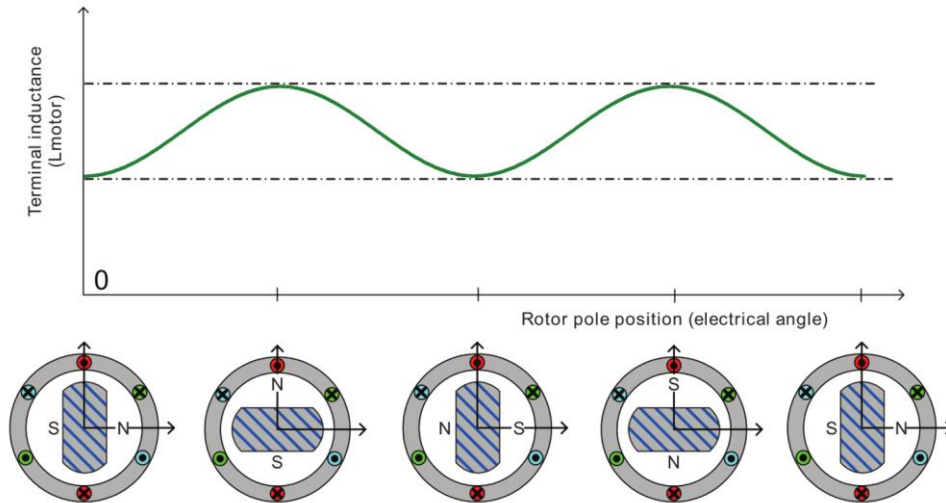 Terminal inductance
(Lmotor)
0
Rotor pole position (electrical angle)
N S
S N N S S N
S N